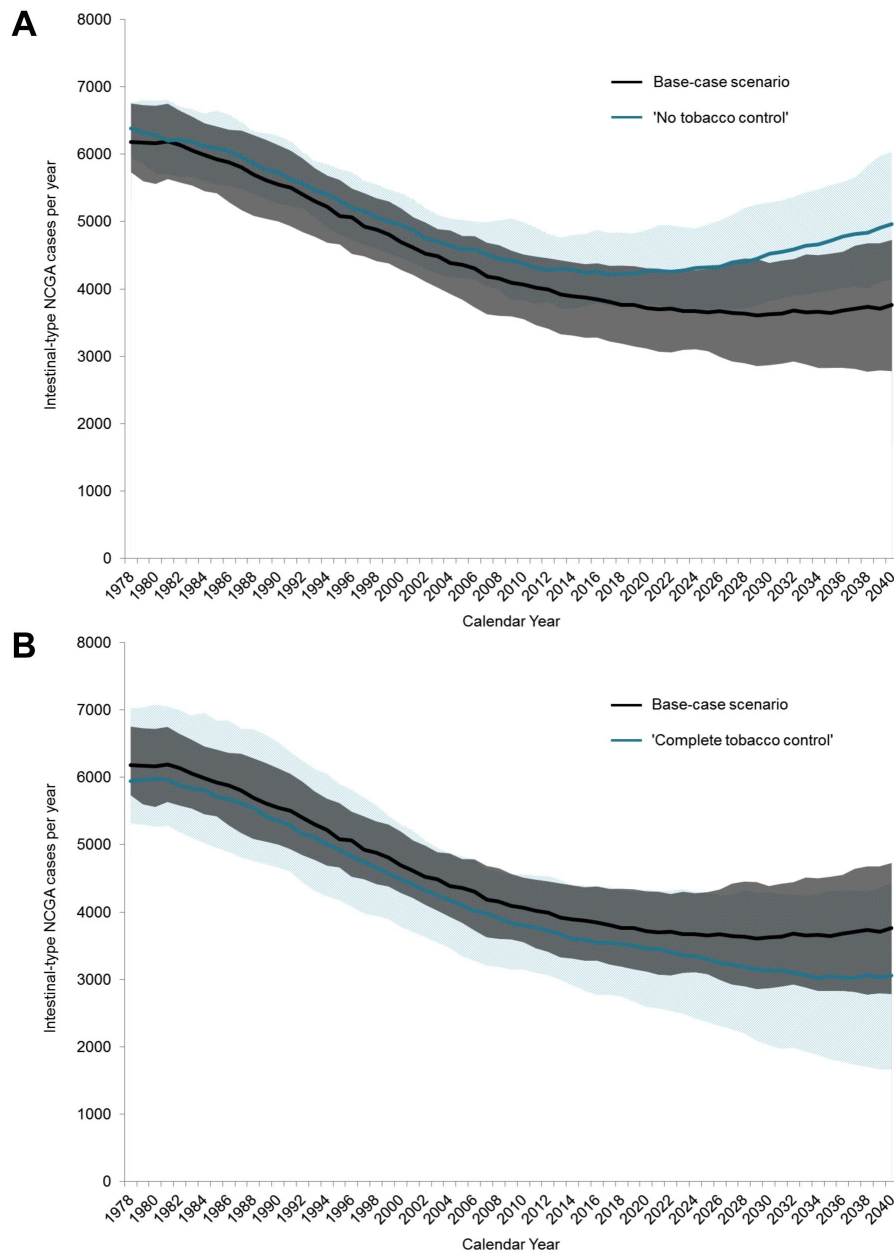 A
8000
7000
6000
5000
4000
3000
2000
1000
0
Intestinal-type NCGA cases per year
Base-case scenario
'No tobacco control'
1978 1980 1982 1984 1986 1988 1990 1992 1994 1996 1998 2000 2002 2004 2006 2008 2010 2012 2014 2016 2018 2020 2022 2024 2026 2028 2030 2032 2034 2036 2038 2040
Calendar Year
B
8000
7000
6000
5000
4000
3000
2000
1000
0
Intestinal-type NCGA cases per year
Base-case scenario
'Complete tobacco control'
1978 1980 1982 1984 1986 1988 1990 1992 1994 1996 1998 2000 2002 2004 2006 2008 2010 2012 2014 2016 2018 2020 2022 2024 2026 2028 2030 2032 2034 2036 2038 2040
Calendar Year